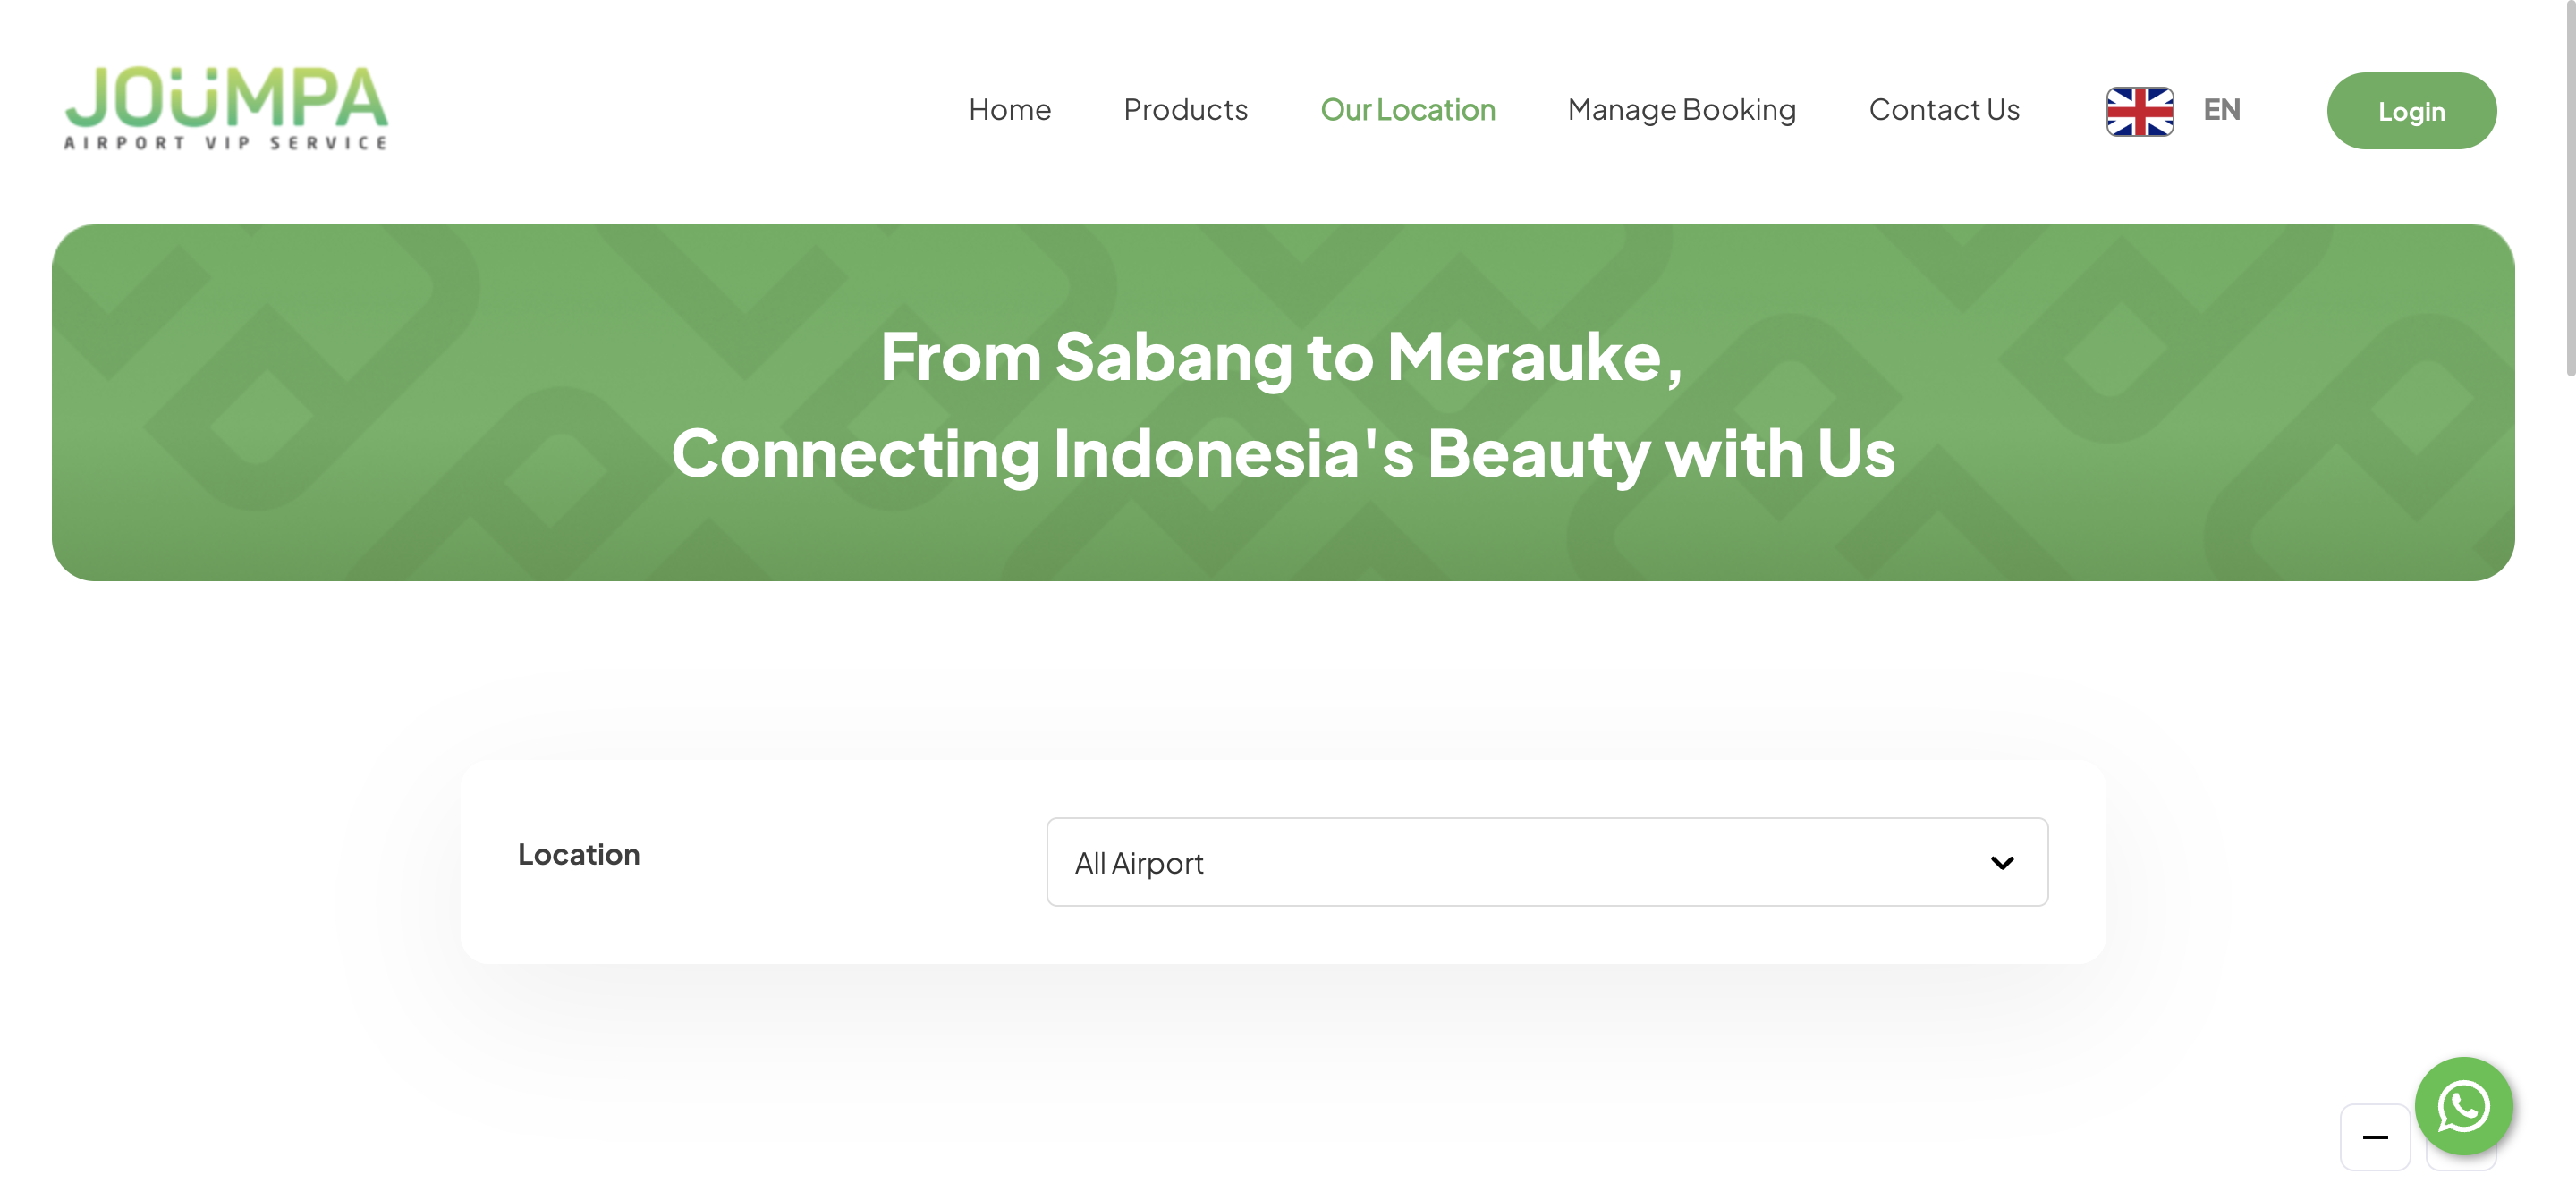 JOÜMPA
AIRPORT VIP SERVICE
Home
Products
Our Location
Manage Booking
Contact Us
EN
Login
From Sabang to Merauke,
Connecting Indonesia's Beauty with Us
Location
All Airport